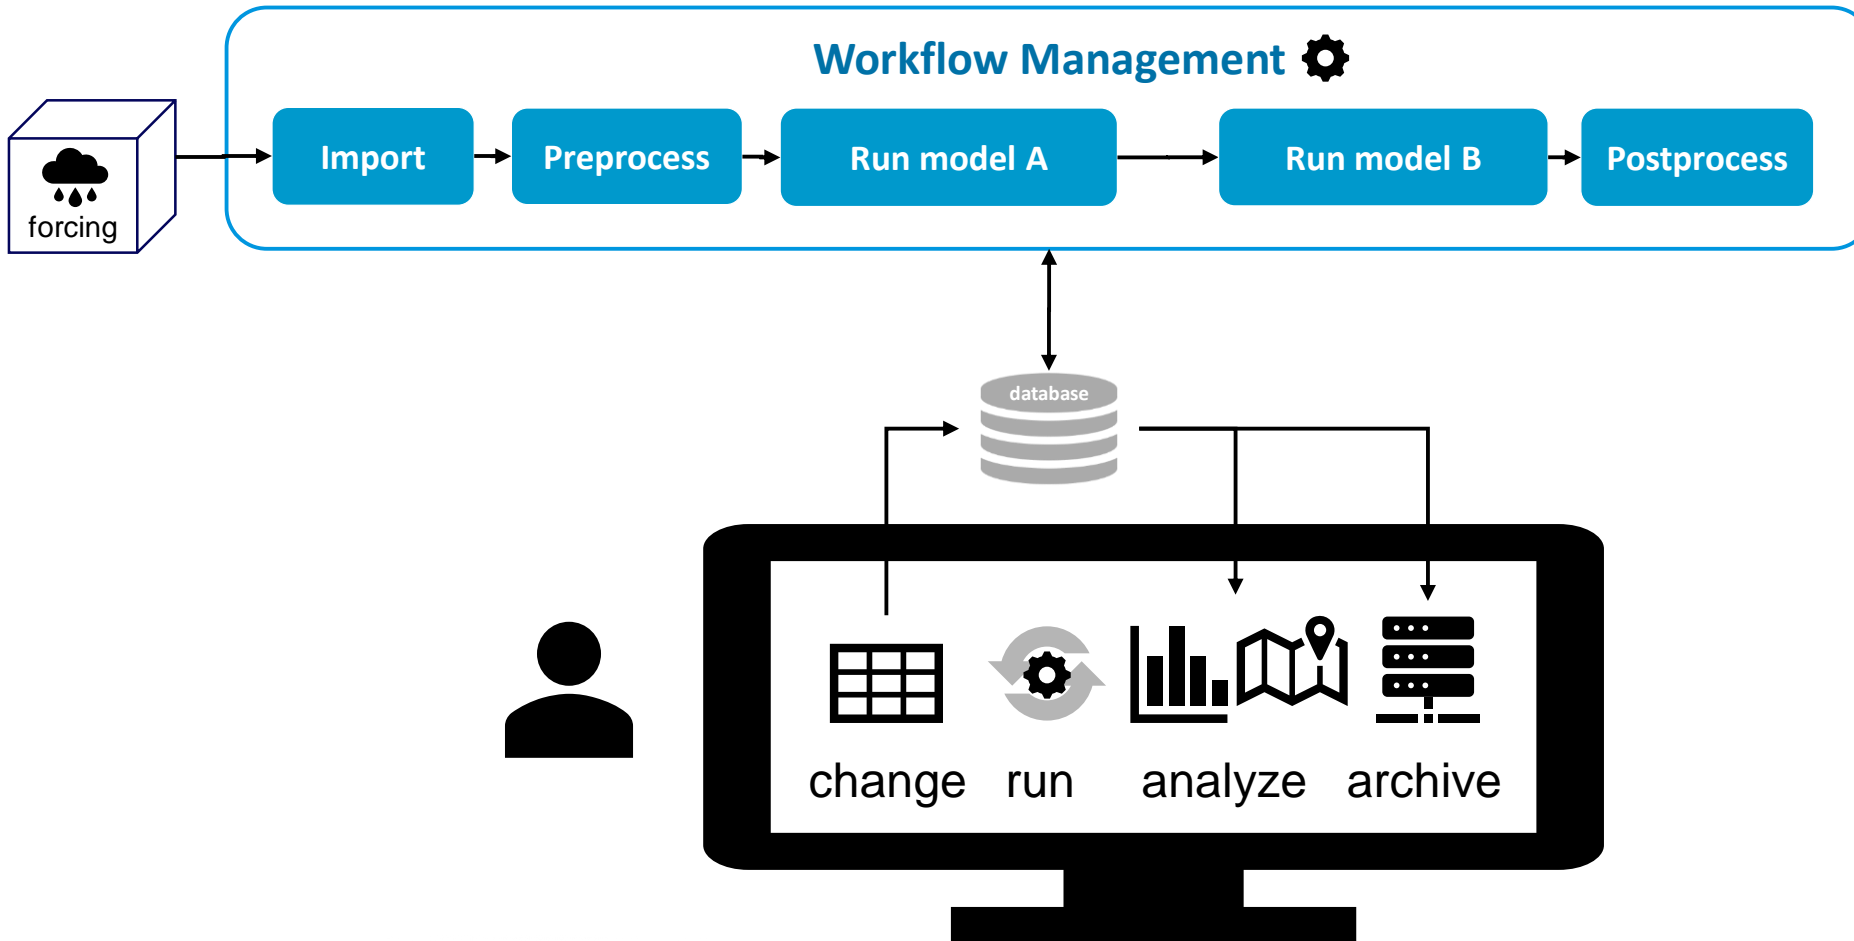 Workflow Management
forcing
Import
Preprocess
Run model A
Run model B
Postprocess
database
change
run
analyze
archive